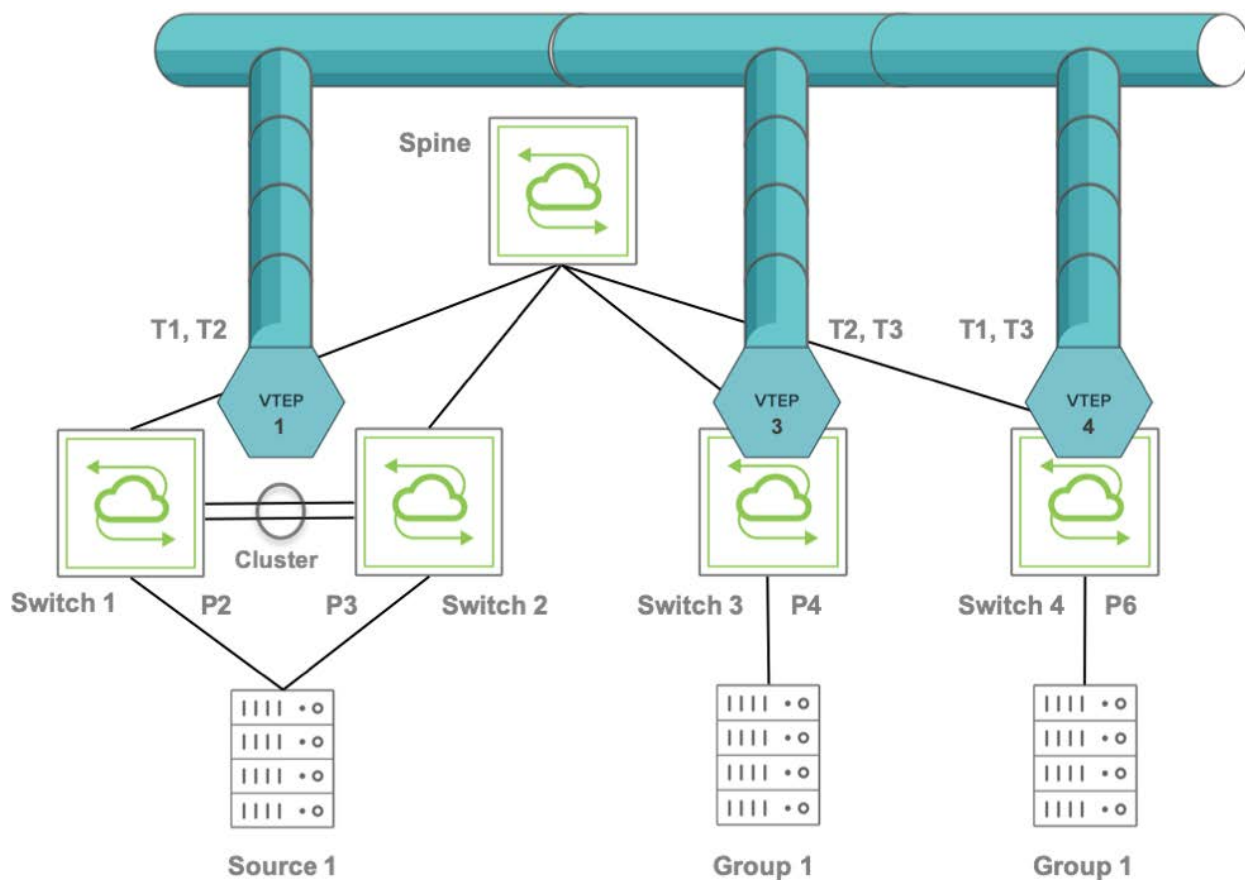 Spine
T1, T2
T2, T3
T1, T3
VTEP
1
VTEP
3
VTEP
4
Cluster
Switch 1
P2
P3
Switch 2
Switch 3
P4
Switch 4
P6
Source 1
Group 1
Group 1